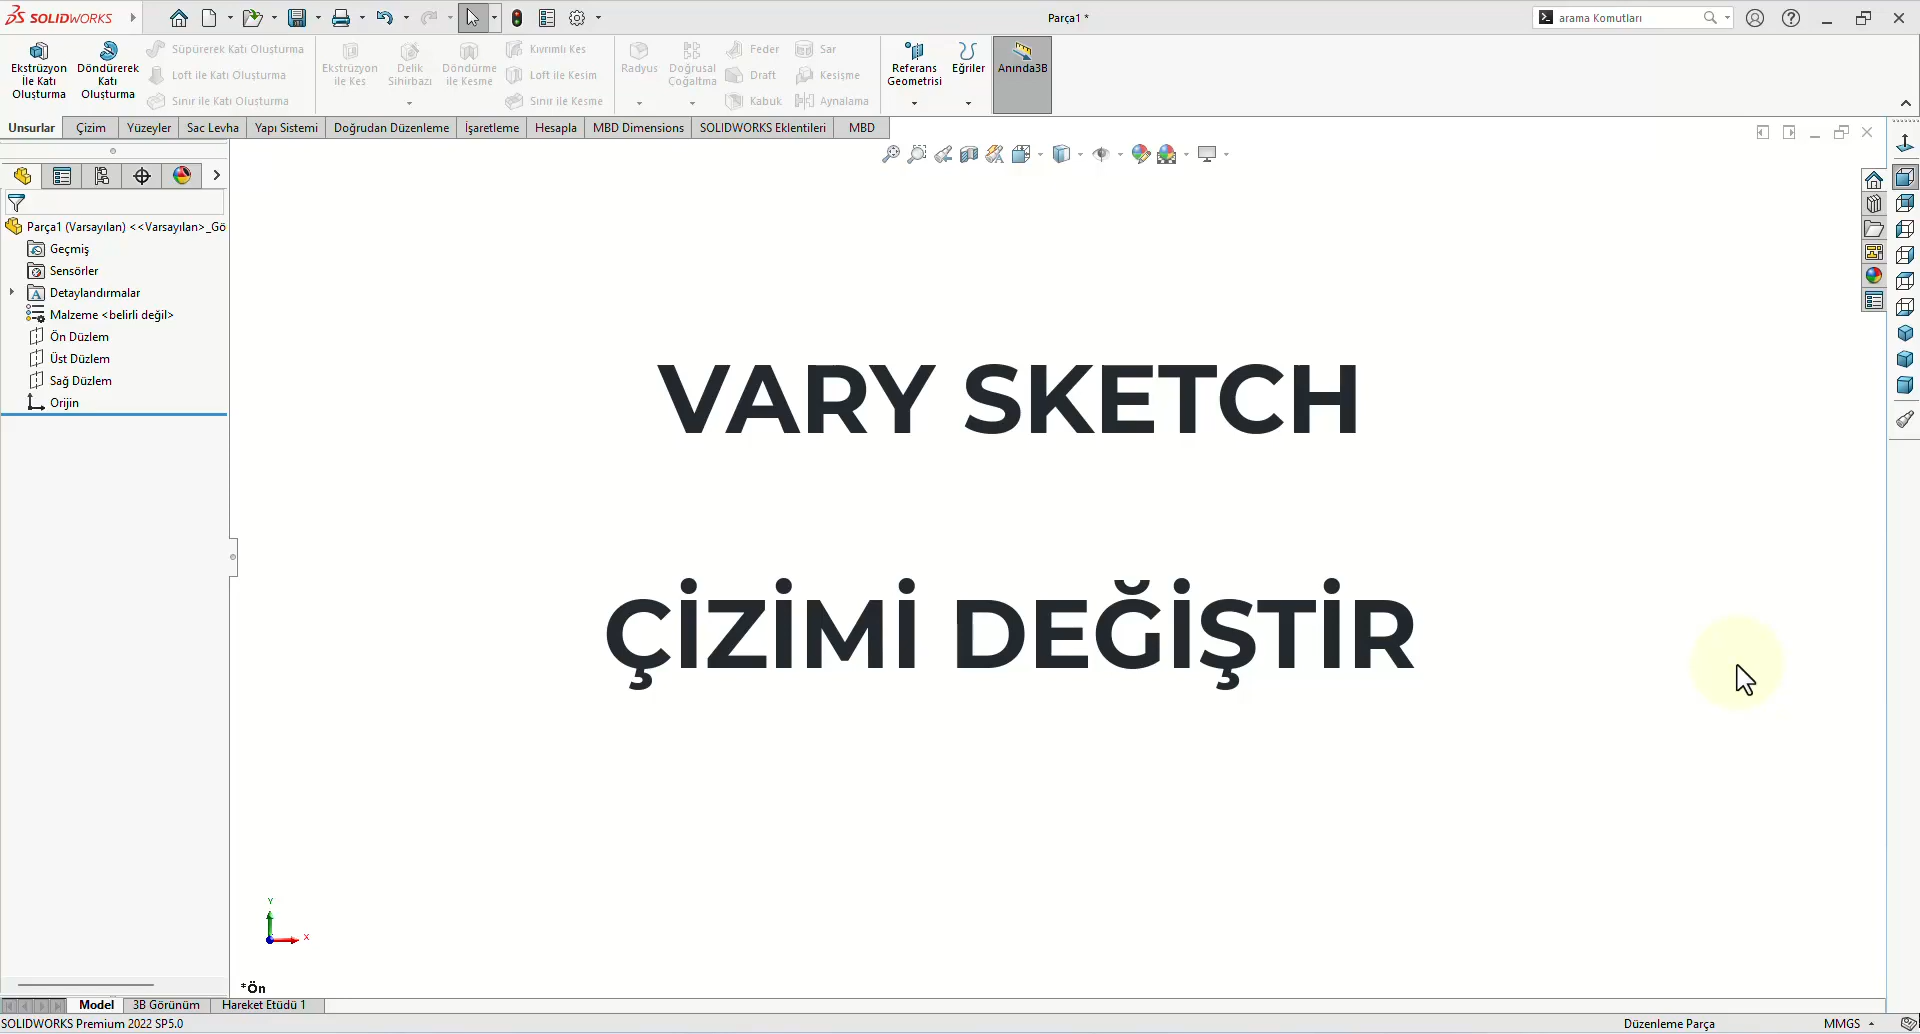 SOLIDWORKS
Parça1 *
arama Komutları
Ekstrüzyon
İle Katı
Oluşturma
Döndürerek
Katı
Oluşturma
Süpürerek Katı Oluşturma
Loft ile Katı Oluşturma
Sınır ile Katı Oluşturma
Ekstrüzyon
ile Kes
Delik
Sihirbazı
Döndürme
ile Kesme
Kıvrımlı Kes
Loft ile Kesim
Sınır ile Kesme
Radyus
Doğrusal
Çoğaltma
Feder
Draft
Kabuk
Sar
Kesişme
Aynalama
Referans
Geometrisi
Eğriler
Anında3B
Unsurlar
Çizim
Yüzeyler
Sac Levha
Yapı Sistemi
Doğrudan Düzenleme
İşaretleme
Hesapla
MBD Dimensions
SOLIDWORKS Eklentileri
MBD
Parça1 (Varsayılan) <<Varsayılan>_Gö
Geçmiş
Sensörler
Detaylandırmalar
Malzeme <belirli değil>
Ön Düzlem
Üst Düzlem
Sağ Düzlem
Orijin
VARY SKETCH
ÇİZİMİ DEĞİŞTİR
Y
X
*Ön
Model
3B Görünüm
Hareket Etüdü 1
SOLIDWORKS Premium 2022 SP5.0
Düzenleme Parça
MMGS